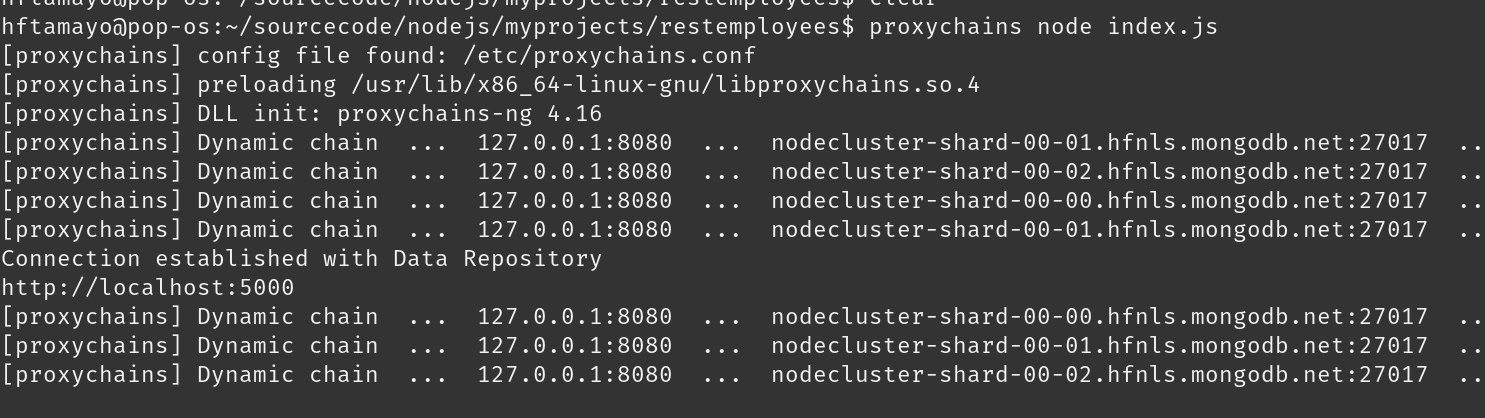 hftamayo@pop-os:~/sourcecode/nodejs/myprojects/restemployees$ clear
hftamayo@pop-os:~/sourcecode/nodejs/myprojects/restemployees$ proxychains node index.js
[proxychains] config file found: /etc/proxychains.conf
[proxychains] preloading /usr/lib/x86_64-linux-gnu/libproxychains.so.4
[proxychains] DLL init: proxychains-ng 4.16
[proxychains] Dynamic chain  ...  127.0.0.1:8080  ...  nodecluster-shard-00-01.hfnls.mongodb.net:27017  ..
[proxychains] Dynamic chain  ...  127.0.0.1:8080  ...  nodecluster-shard-00-02.hfnls.mongodb.net:27017  ..
[proxychains] Dynamic chain  ...  127.0.0.1:8080  ...  nodecluster-shard-00-00.hfnls.mongodb.net:27017  ..
[proxychains] Dynamic chain  ...  127.0.0.1:8080  ...  nodecluster-shard-00-01.hfnls.mongodb.net:27017  ..
Connection established with Data Repository
http://localhost:5000
[proxychains] Dynamic chain  ...  127.0.0.1:8080  ...  nodecluster-shard-00-00.hfnls.mongodb.net:27017  ..
[proxychains] Dynamic chain  ...  127.0.0.1:8080  ...  nodecluster-shard-00-01.hfnls.mongodb.net:27017  ..
[proxychains] Dynamic chain  ...  127.0.0.1:8080  ...  nodecluster-shard-00-02.hfnls.mongodb.net:27017  ..